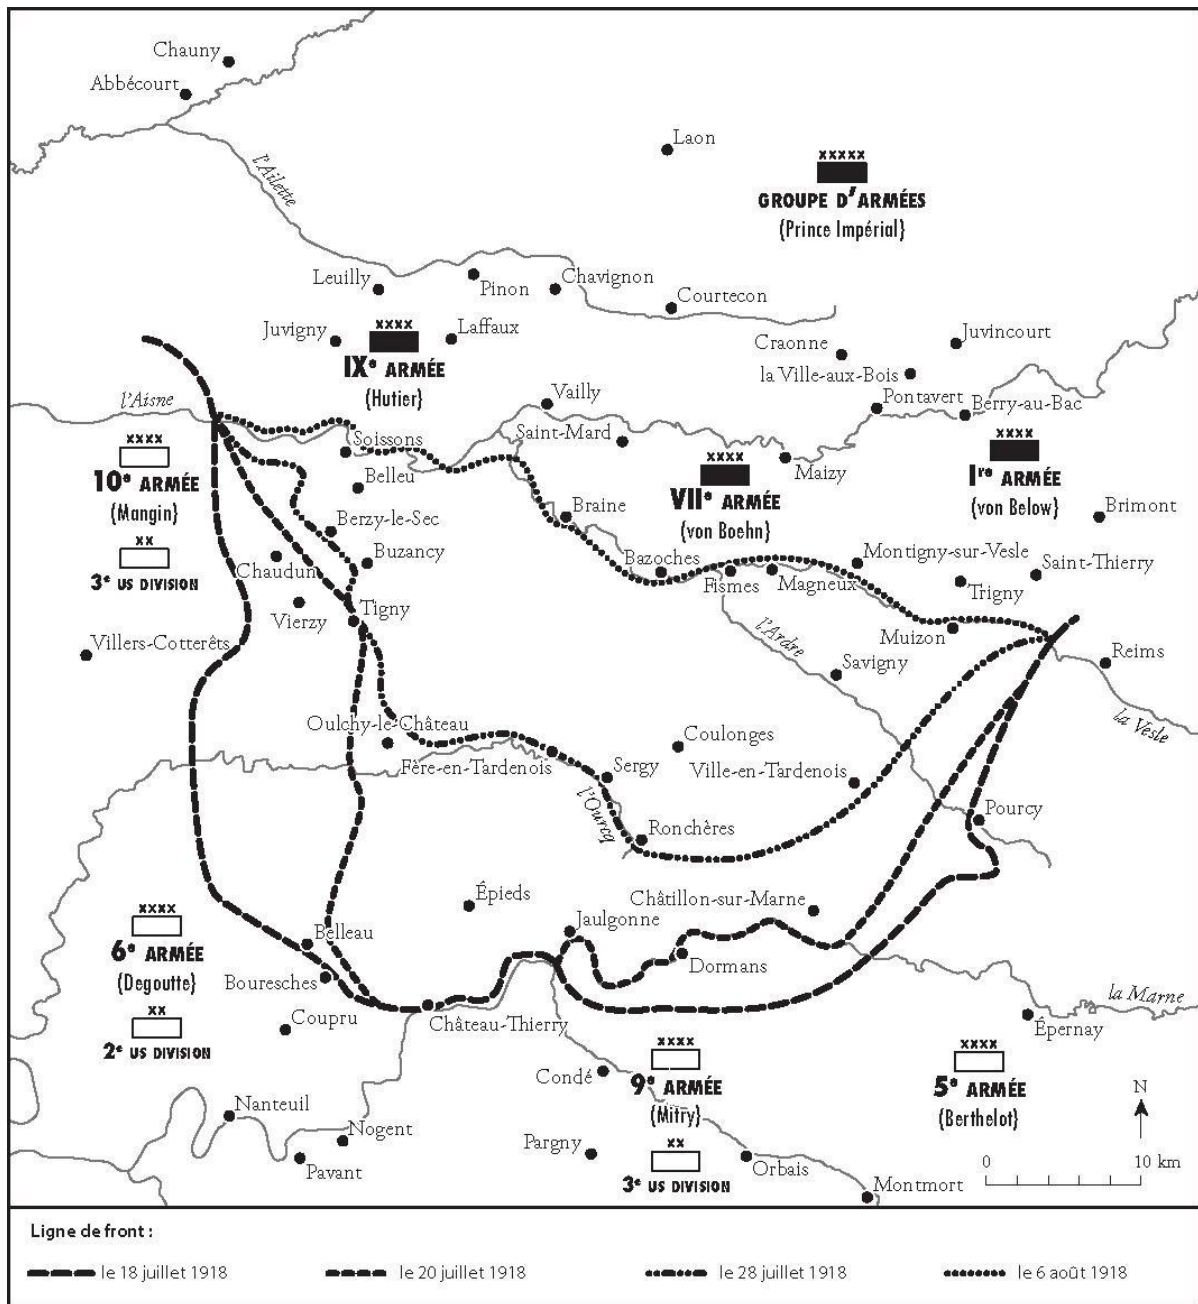 Chauny
Abbécourt
l'Ailette
Laon
xxxxx
GROUPE D'ARMÉES
(Prince Impérial)
Leuilly
Pinon
Chavignon
Courtecon
Juvigny
xxxx
Laffaux
IXe ARMÉE
(Hutier)
Craonne
Juvincourt
la Ville-aux-Bois
l'Aisne
Vailly
Pontavert
Berry-au-Bac
Soissons
Saint-Mard
Maizy
xxxx
10e ARMÉE
(Mangin)
xx
3e US DIVISION
Belleu
xxxx
VIIe ARMÉE
(von Boehn)
xxxx
Ire ARMÉE
(von Below)
Braine
Brimont
Berzy-le-Sec
Buzancy
Chaudun
Bazoches
Fismes
Magneux
Montigny-sur-Vesle
Saint-Thierry
Trigny
Vierzy
Tigny
l'Ardre
Muizon
Villers-Cotterêts
Savigny
Reims
la Vesle
Oulchy-le-Château
Coulonges
Fère-en-Tardenois
Sergy
Ville-en-Tardenois
l'Ourcq
Ronchères
Pourcy
Épieds
Châtillon-sur-Marne
Jaulgonne
xxxx
6e ARMÉE
(Degoutte)
xx
2e US DIVISION
Belleau
Bouresches
Dormans
Coupru
Château-Thierry
la Marne
Épernay
Condé
xxxx
9e ARMÉE
(Mitry)
xx
3e US DIVISION
xxxx
5e ARMÉE
(Berthelot)
N
Nanteuil
Nogent
Pavant
Pargny
Orbais
Montmort
0 10 km
Ligne de front :
le 18 juillet 1918
le 20 juillet 1918
le 28 juillet 1918
le 6 août 1918